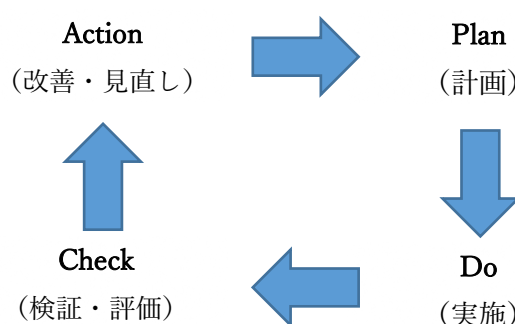 Action
（改善・見直し）
Plan
（計画）
Do
（実施）
Check
（検証・評価）